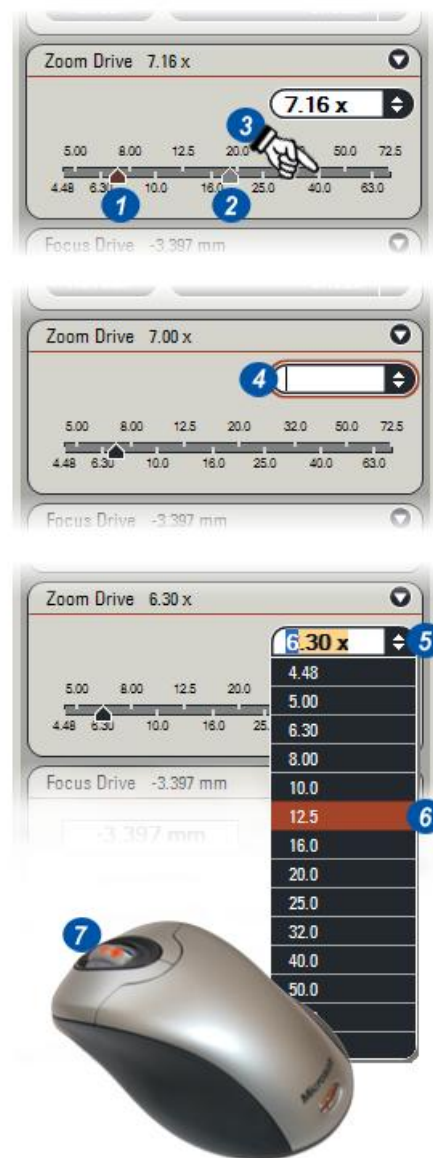 Zoom Drive 7.16 x
7.16 x
3
5.00 8.00 12.5 20.0 50.0 72.5
4.48 6.30 10.0 16.0 25.0 40.0 63.0
1 2
Focus Drive -3.397 mm
Zoom Drive 7.00 x
4
5.00 8.00 12.5 20.0 32.0 50.0 72.5
4.48 6.30 10.0 16.0 25.0 40.0 63.0
Focus Drive -3.397 mm
Zoom Drive 6.30 x
6.30 x 5
4.48
5.00 8.00 12.5 20.0
5.00
6.30
4.48 6.30 10.0 16.0 25.
8.00
Focus Drive -3.397 mm
10.0
12.5 6
-3.397 mm
16.0
20.0
25.0
7
32.0
40.0
50.0
Microsoft